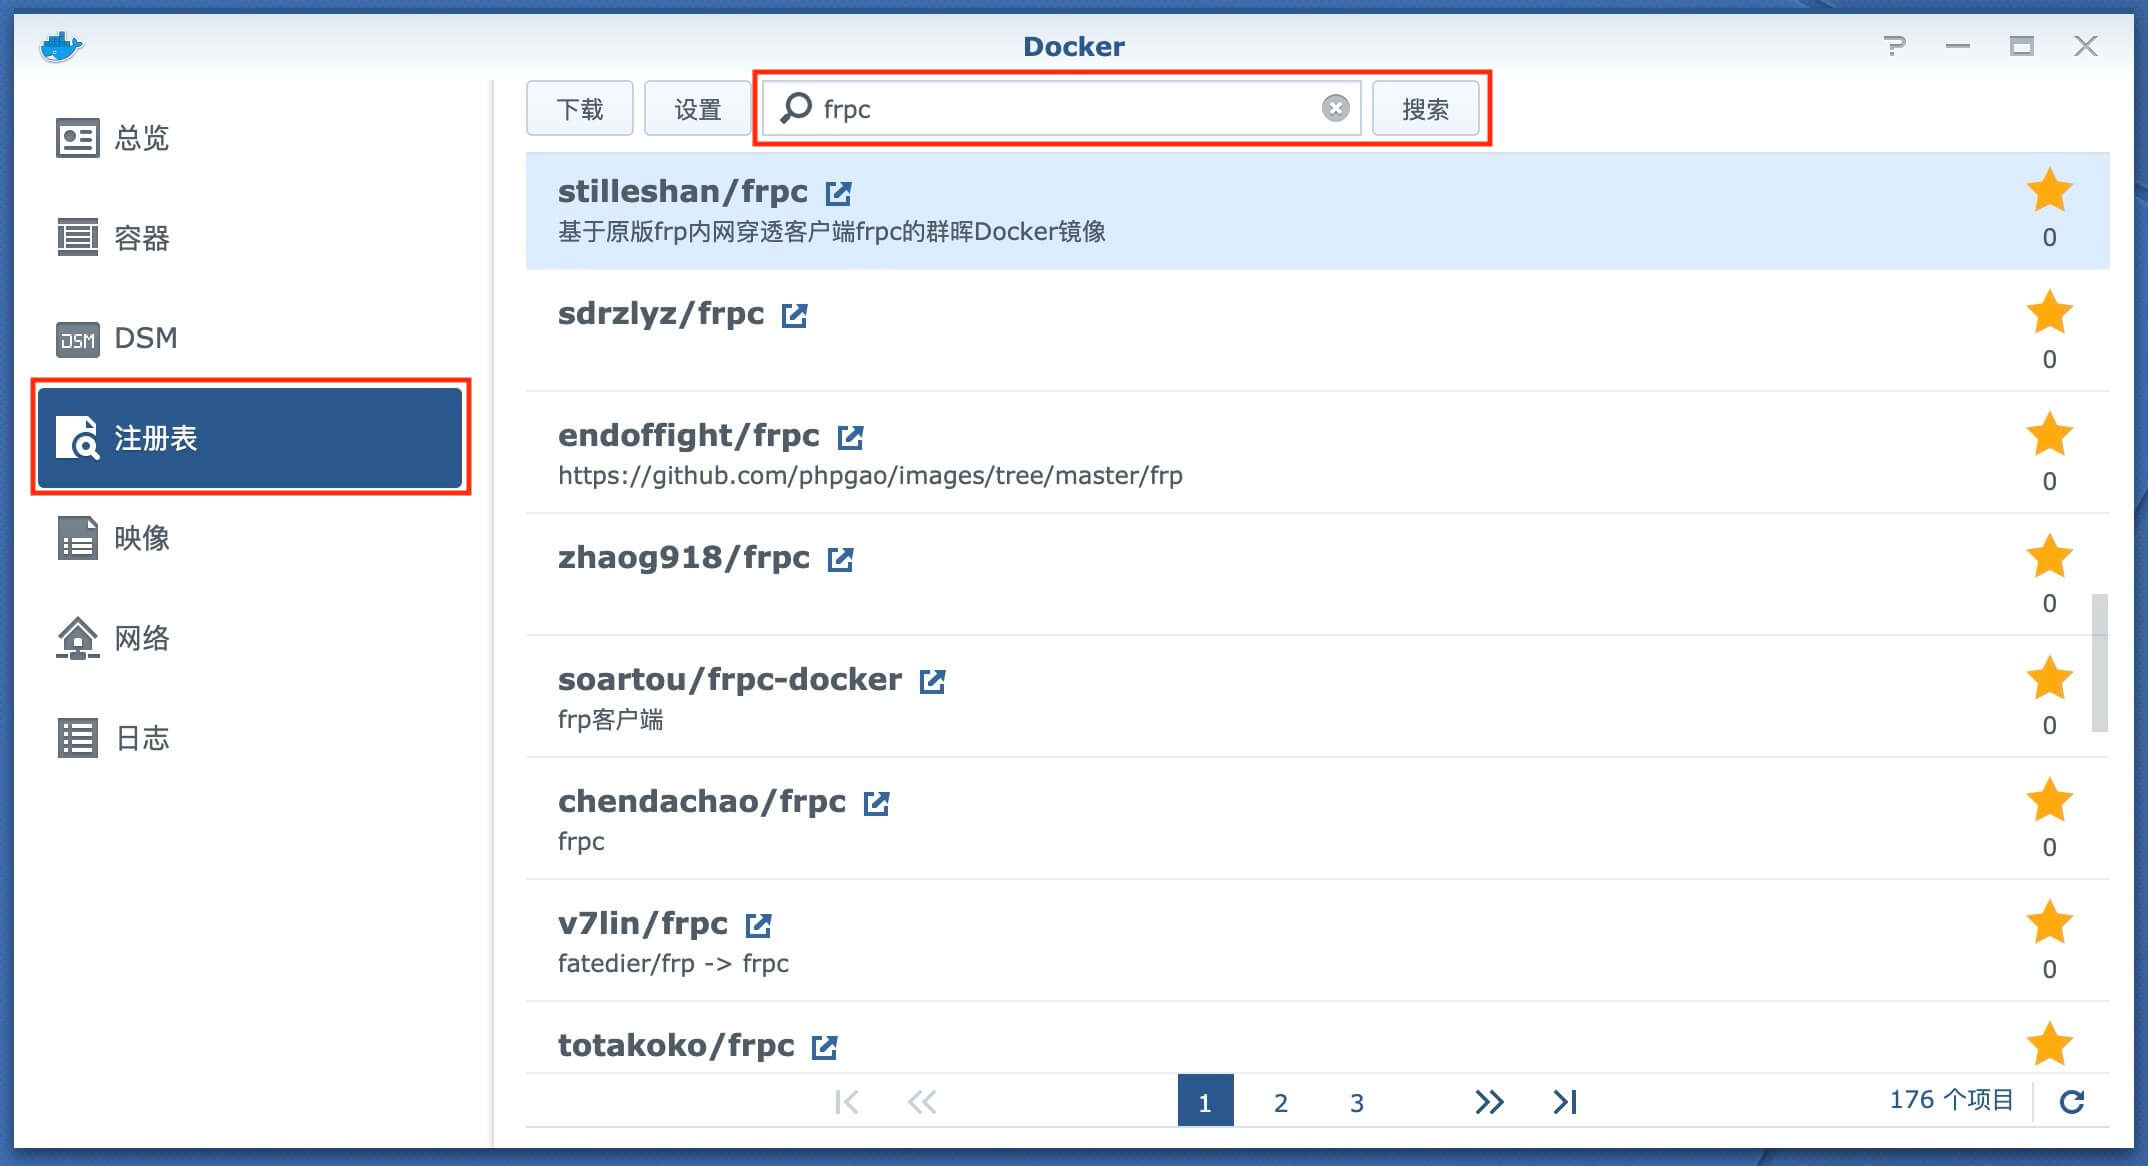 Docker
总览
容器
DSM
DSM
注册表
映像
网络
日志
下载
设置
frpc
搜索
stilleshan/frpc
基于原版frp内网穿透客户端frpc的群晖Docker镜像
0
sdrzlyz/frpc
0
endoffight/frpc
https://github.com/phpgao/images/tree/master/frp
0
zhaog918/frpc
0
soartou/frpc-docker
frp客户端
0
chendachao/frpc
frpc
0
v7lin/frpc
fatedier/frp -> frpc
0
totakoko/frpc
1 2 3
176 个项目